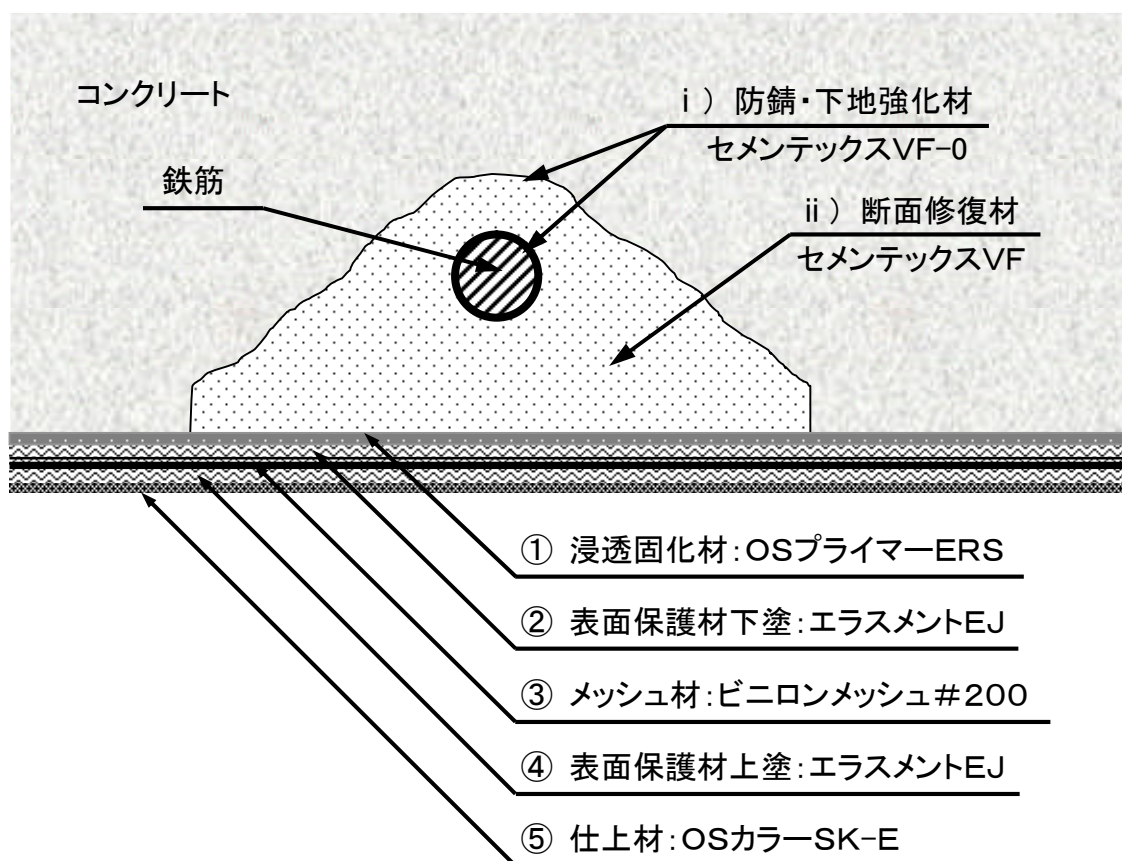 コンクリート
ⅰ）防錆・下地強化材
セメンテックスVF-0
鉄筋
ⅱ）断面修復材
セメンテックスVF
① 浸透固化材：OSプライマーERS
② 表面保護材下塗：エラスメントEJ
③ メッシュ材：ビニロンメッシュ＃200
④ 表面保護材上塗：エラスメントEJ
⑤ 仕上材：OSカラーSK-E